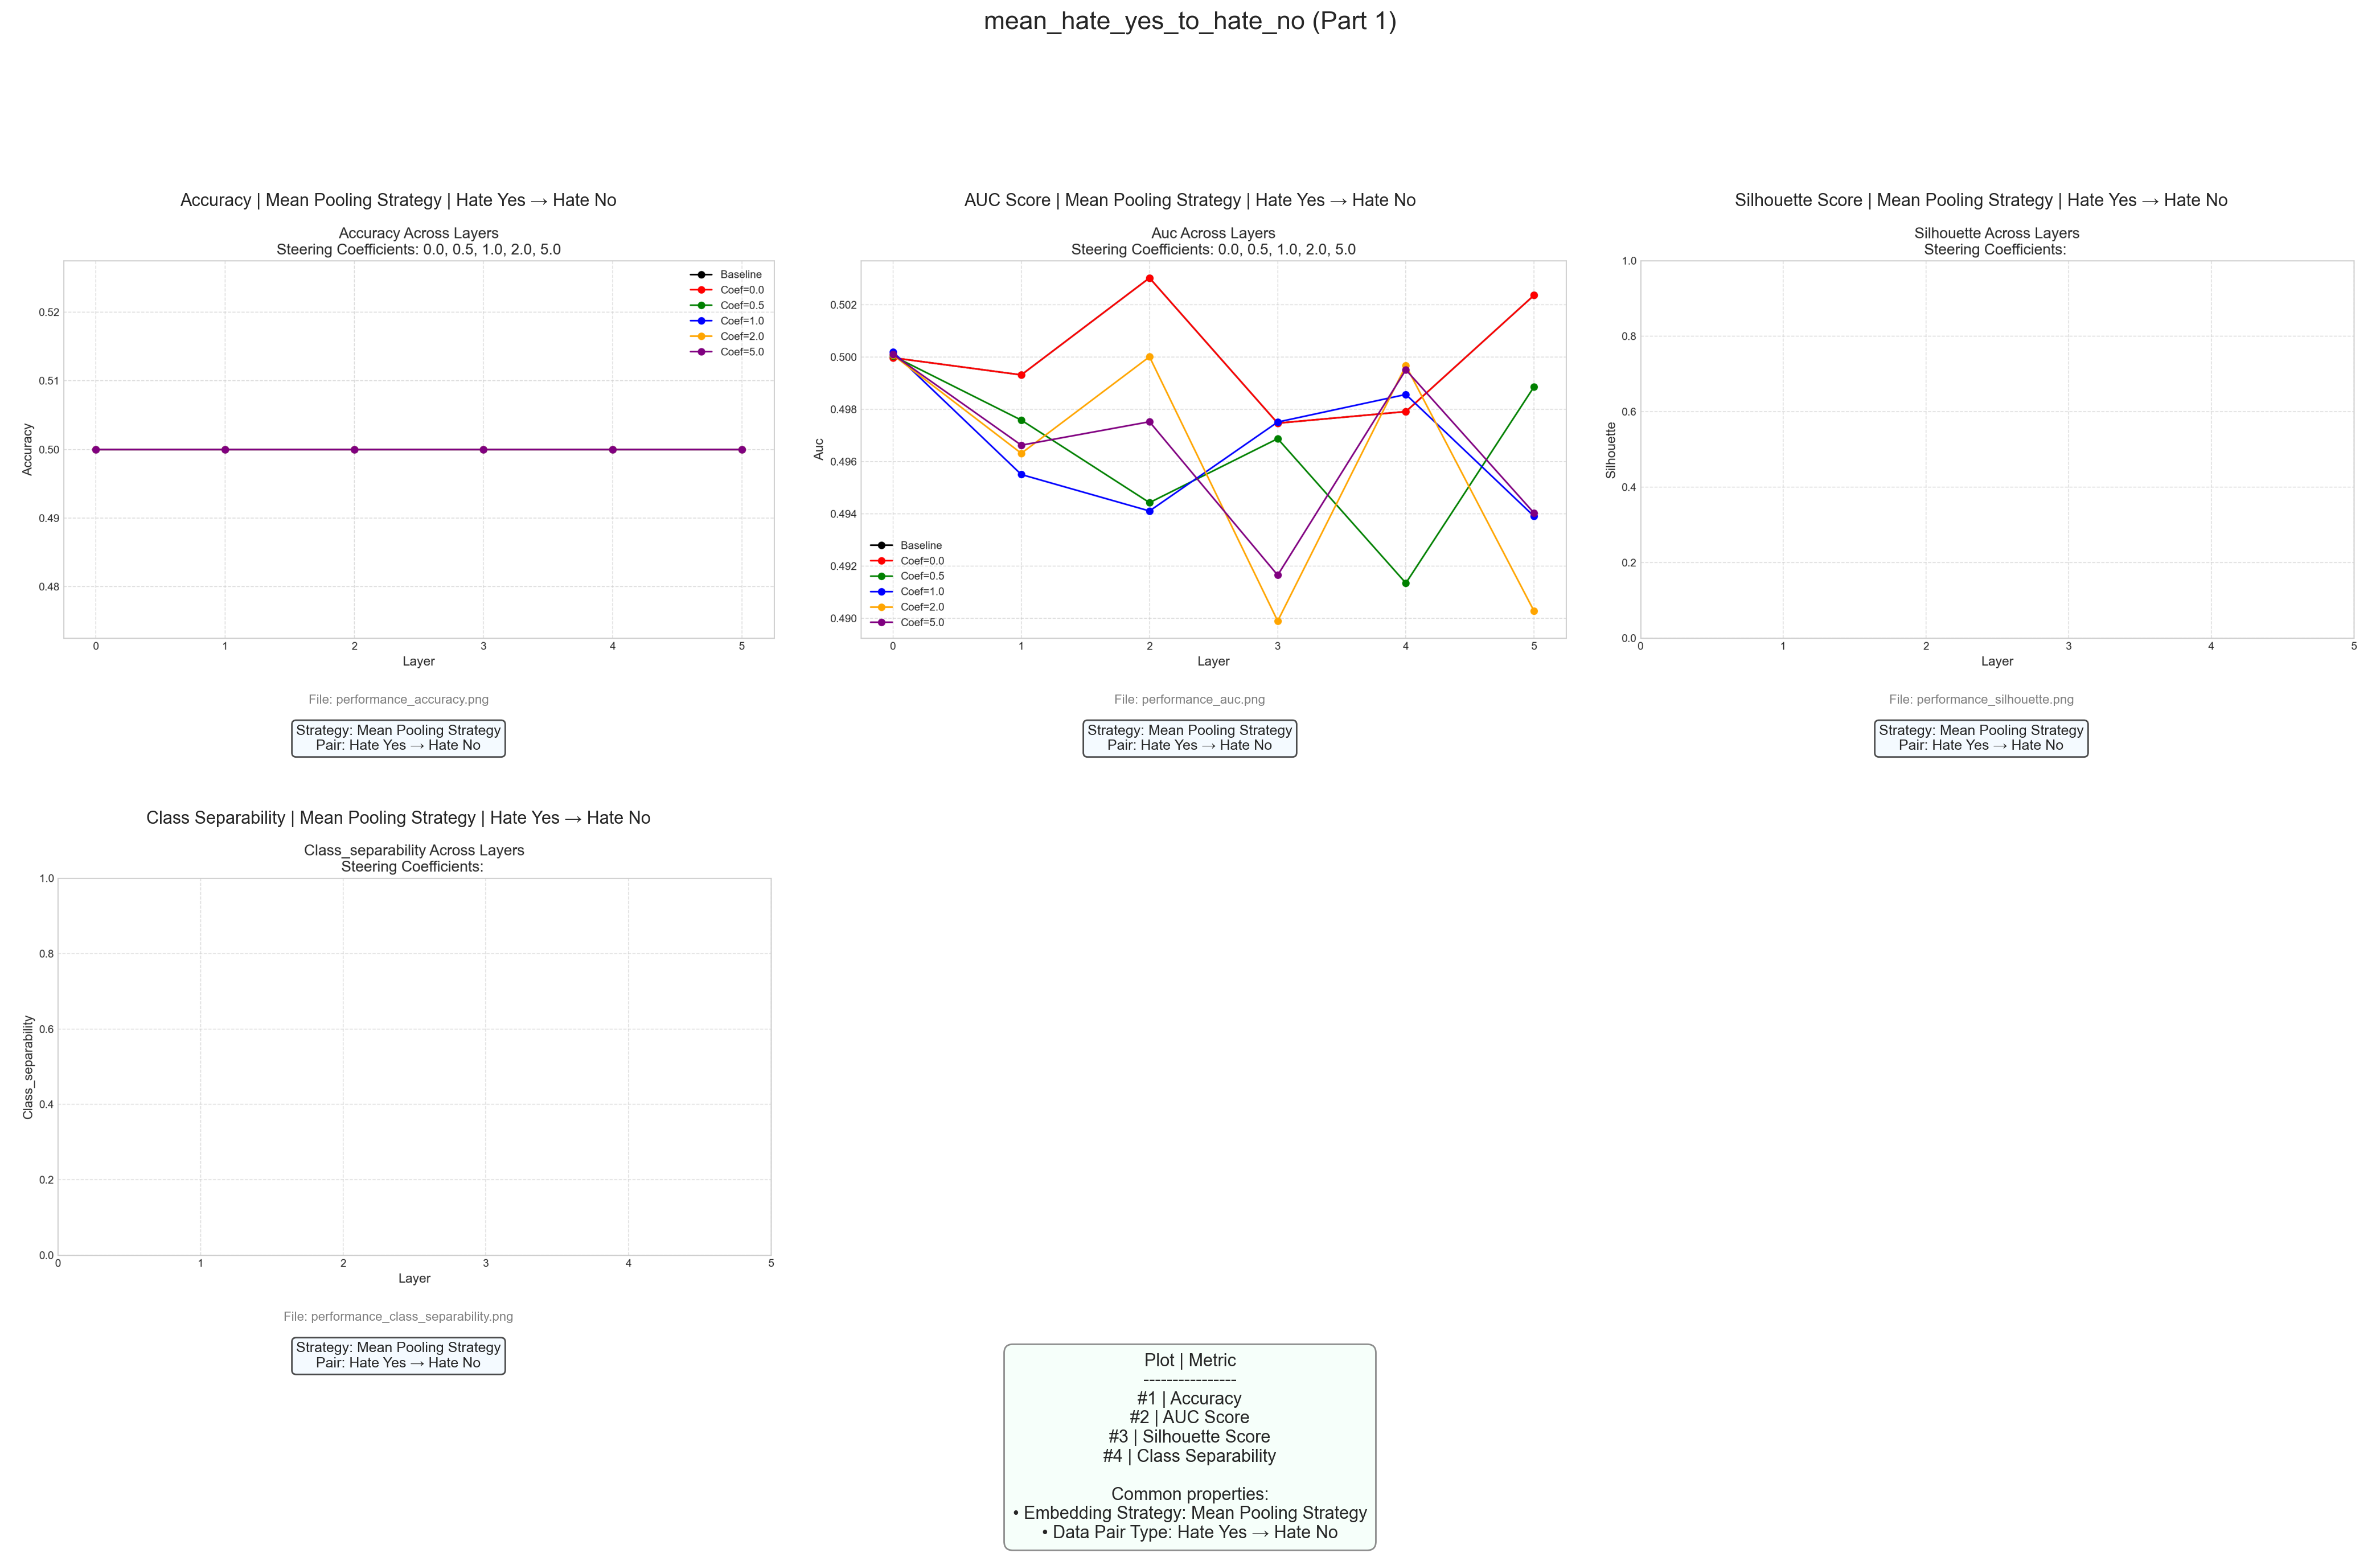 mean_hate_yes_to_hate_no (Part 1)
Accuracy | Mean Pooling Strategy | Hate Yes → Hate No
Accuracy Across Layers
Steering Coefficients: 0.0, 0.5, 1.0, 2.0, 5.0
Baseline
Coef=0.0
Coef=0.5
Coef=1.0
Coef=2.0
Coef=5.0
0.52
0.51
0.50
0.49
0.48
Accuracy
0 1 2 3 4 5
Layer
File: performance_accuracy.png
Strategy: Mean Pooling Strategy
Pair: Hate Yes → Hate No
AUC Score | Mean Pooling Strategy | Hate Yes → Hate No
Auc Across Layers
Steering Coefficients: 0.0, 0.5, 1.0, 2.0, 5.0
0.502
0.500
0.498
0.496
0.494
0.492
0.490
Auc
Baseline
Coef=0.0
Coef=0.5
Coef=1.0
Coef=2.0
Coef=5.0
0 1 2 3 4 5
Layer
File: performance_auc.png
Strategy: Mean Pooling Strategy
Pair: Hate Yes → Hate No
Silhouette Score | Mean Pooling Strategy | Hate Yes → Hate No
Silhouette Across Layers
Steering Coefficients:
1.0
0.8
0.6
0.4
0.2
0.0
Silhouette
0 1 2 3 4 5
Layer
File: performance_silhouette.png
Strategy: Mean Pooling Strategy
Pair: Hate Yes → Hate No
Class Separability | Mean Pooling Strategy | Hate Yes → Hate No
Class_separability Across Layers
Steering Coefficients:
1.0
0.8
0.6
0.4
0.2
0.0
Class_separability
0 1 2 3 4 5
Layer
File: performance_class_separability.png
Strategy: Mean Pooling Strategy
Pair: Hate Yes → Hate No
Plot | Metric
----------------
#1 | Accuracy
#2 | AUC Score
#3 | Silhouette Score
#4 | Class Separability
Common properties:
• Embedding Strategy: Mean Pooling Strategy
• Data Pair Type: Hate Yes → Hate No